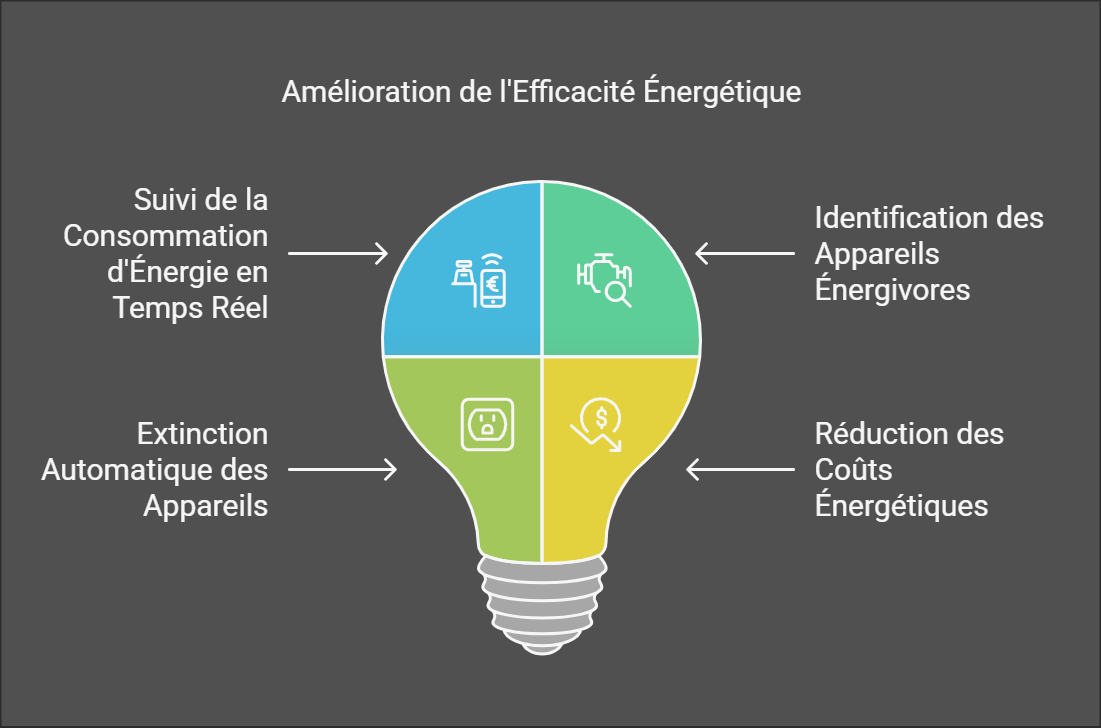 Amélioration de l'Efficacité Énergétique
Suivi de la
Consommation
d'Énergie en
Temps Réel
Identification des
Appareils
Énergivores
€
$
Extinction
Automatique des
Appareils
Réduction des
Coûts
Énergétiques